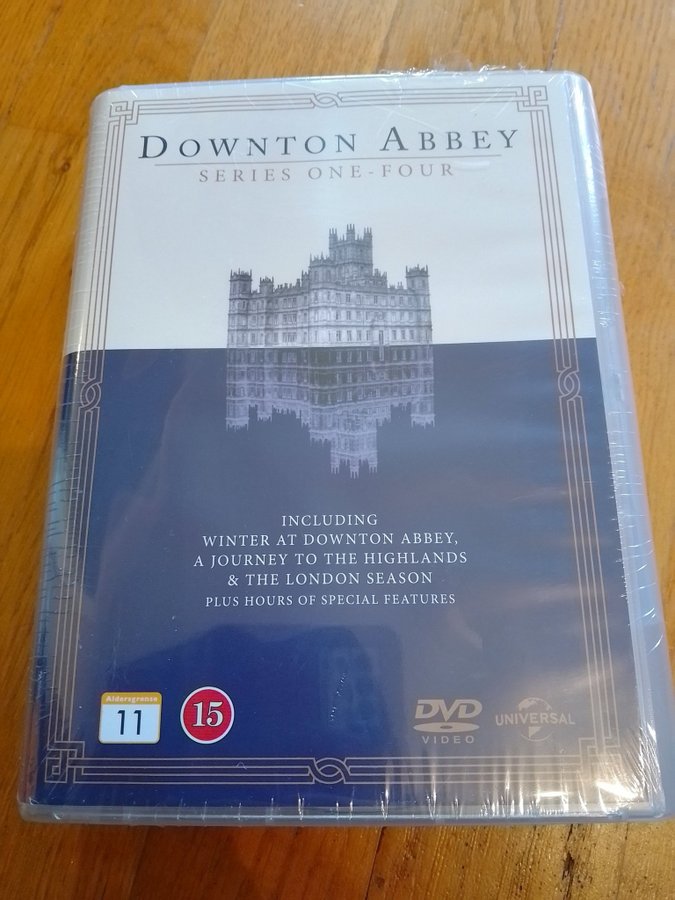 DOWNTON ABBEY
SERIES ONE-FOUR
INCLUDING
WINTER AT DOWNTON ABBEY,
A JOURNEY TO THE HIGHLANDS
& THE LONDON SEASON
PLUS HOURS OF SPECIAL FEATURES
Aldersgrense
11
15
DVD
VIDEO
UNIVERSAL